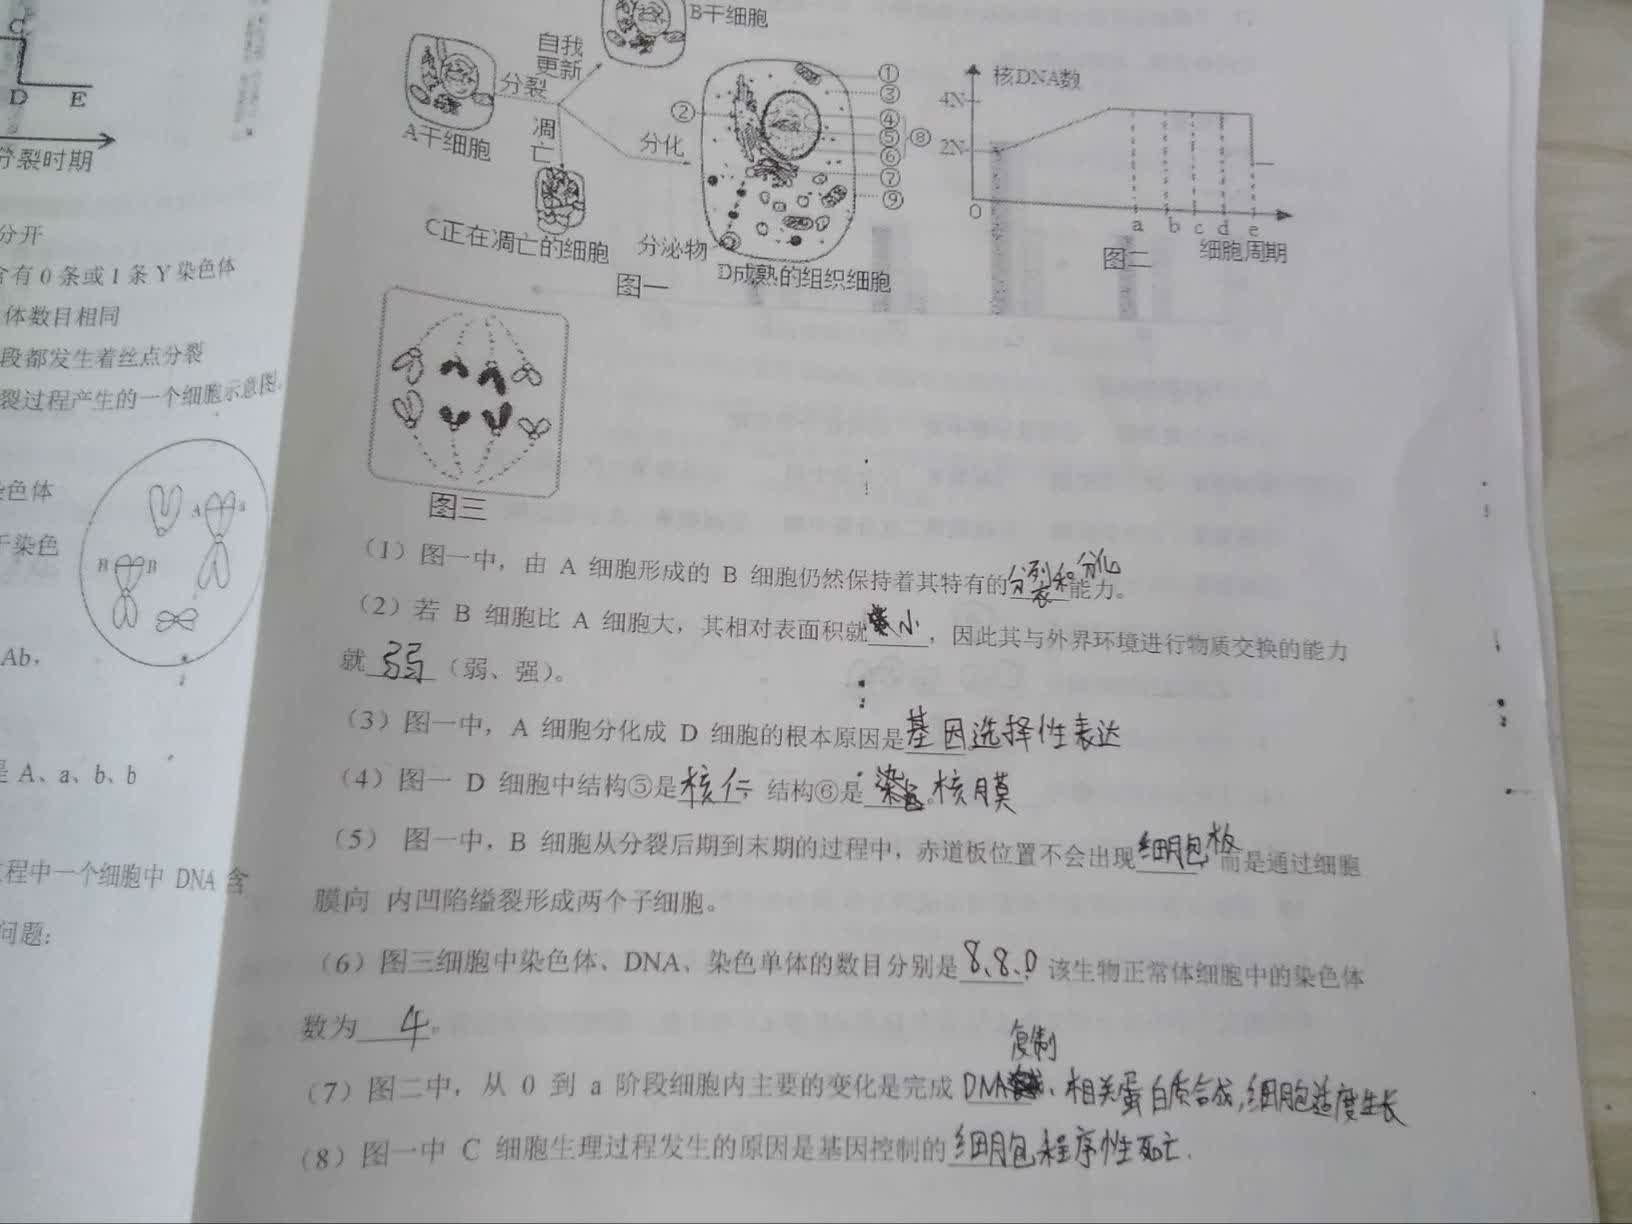 C
D E
分裂时期
分开
含有 0 条或 1 条 Y 染色体
体数目相同
段都发生着丝点分裂
裂过程产生的一个细胞示意图
染色体
A a
于染色
B B
Ab,
是 A、a、b、b
程中一个细胞中 DNA 含
问题:
B干细胞
自我
更新
分裂
A干细胞
凋
亡
C正在凋亡的细胞
分化
①
②
③
④
⑤
⑥
⑦
⑧
⑨
分泌物
D成熟的组织细胞
图一
核DNA数
4N
2N
0
a b c d e
图二
细胞周期
图三
(1) 图一中，由 A 细胞形成的 B 细胞仍然保持着其特有的分裂和分化能力。
(2) 若 B 细胞比 A 细胞大，其相对表面积就小，因此其与外界环境进行物质交换的能力
就弱（弱、强）。
(3) 图一中，A 细胞分化成 D 细胞的根本原因是基因选择性表达
(4) 图一 D 细胞中结构⑤是核仁，结构⑥是核膜
(5) 图一中，B 细胞从分裂后期到末期的过程中，赤道板位置不会出现细胞板而是通过细胞
膜向 内凹陷缢裂形成两个子细胞。
(6) 图三细胞中染色体、DNA、染色单体的数目分别是8、8、0，该生物正常体细胞中的染色体
数为 4。
(7) 图二中，从 0 到 a 阶段细胞内主要的变化是完成 DNA复制、相关蛋白质合成，细胞适度生长
(8) 图一中 C 细胞生理过程发生的原因是基因控制的细胞程序性死亡.